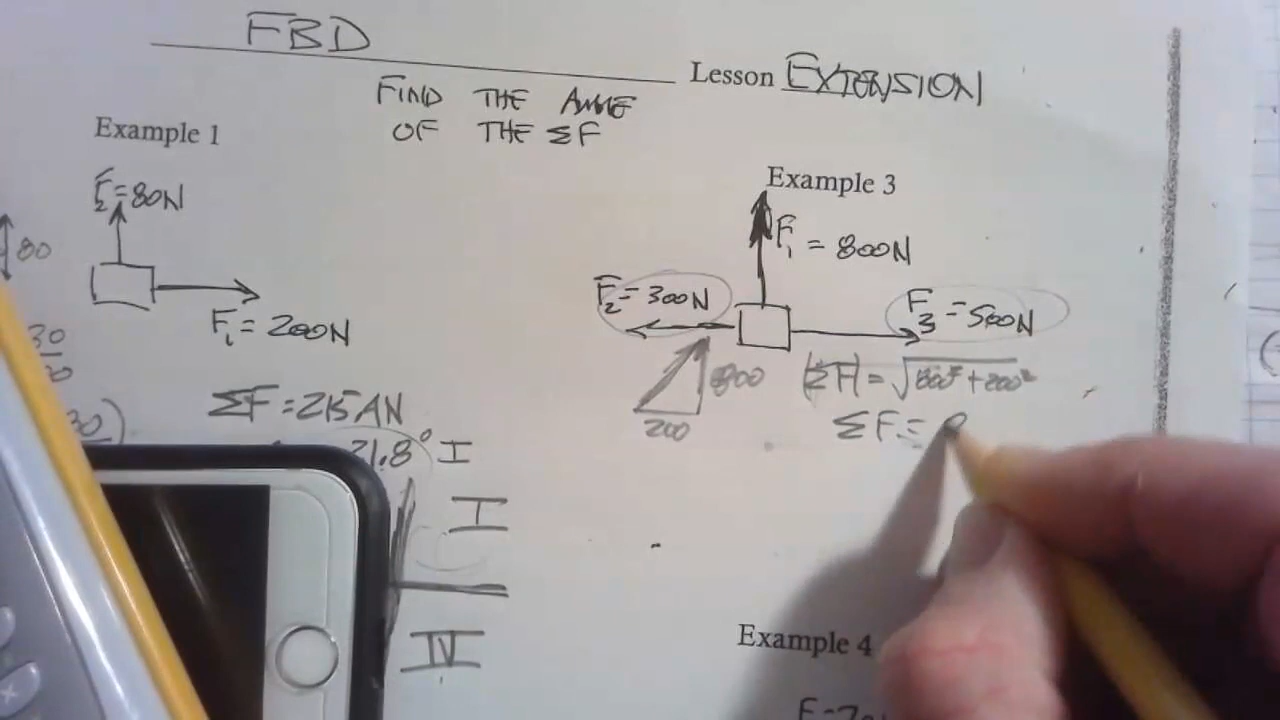 FBD
Lesson EXTENSION
FIND THE ANGLE
OF THE ΣF
Example 1
F₂=80N
80
F₁=200N
ΣF=215.4N
21.8° I
I
IV
Example 3
F₁=800N
F₂=300N
F₃=500N
800
200
|ΣF|=√800²+200²
ΣF=
Example 4